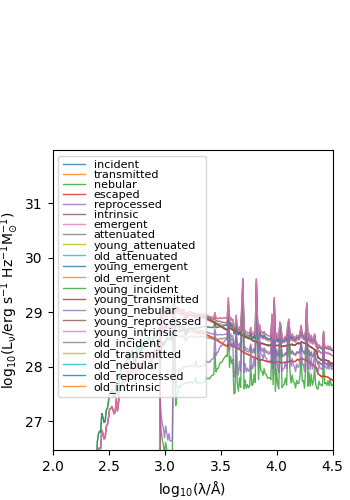 31
30
29
28
27
log₁₀(Lᵥ/erg s⁻¹ Hz⁻¹M⊙⁻¹)
incident
transmitted
nebular
escaped
reprocessed
intrinsic
emergent
attenuated
young_attenuated
old_attenuated
young_emergent
old_emergent
young_incident
young_transmitted
young_nebular
young_reprocessed
young_intrinsic
old_incident
old_transmitted
old_nebular
old_reprocessed
old_intrinsic
2.0 2.5 3.0 3.5 4.0 4.5
log₁₀(λ/Å)